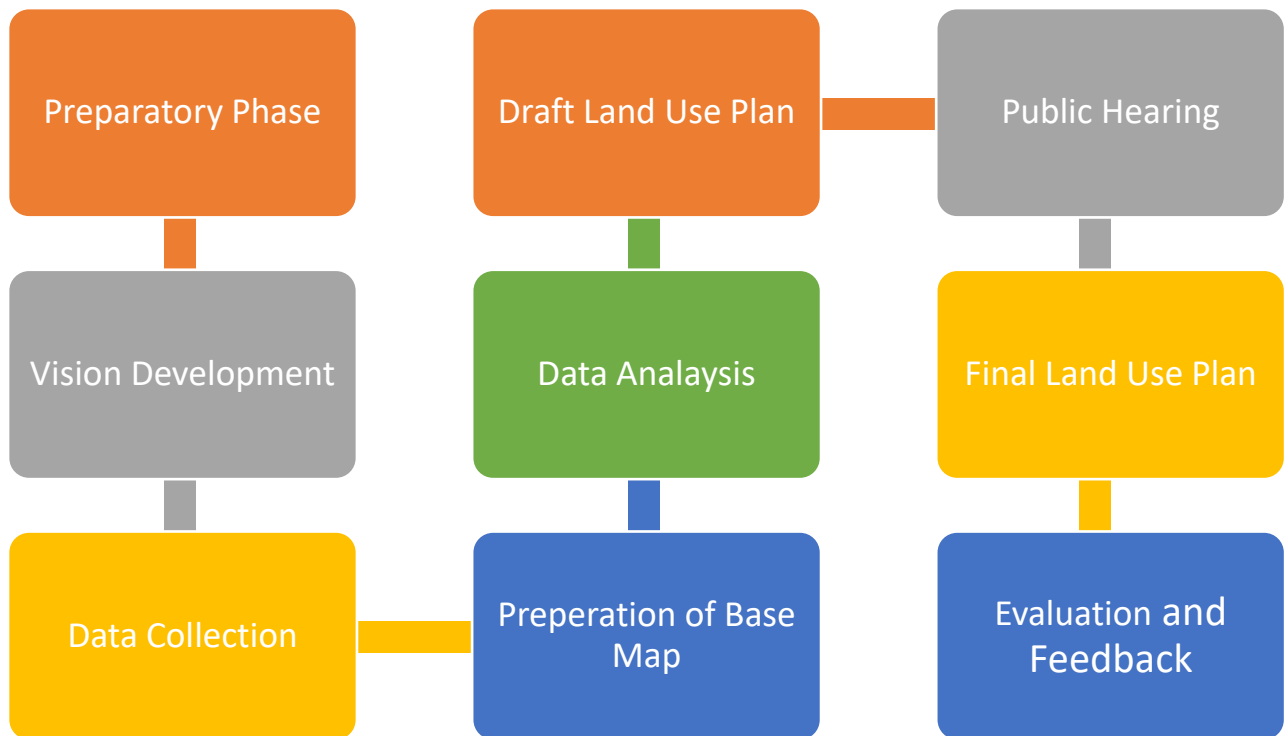 Preparatory Phase
Vision Development
Data Collection
Preperation of Base
Map
Data Analaysis
Draft Land Use Plan
Public Hearing
Final Land Use Plan
Evaluation and
Feedback